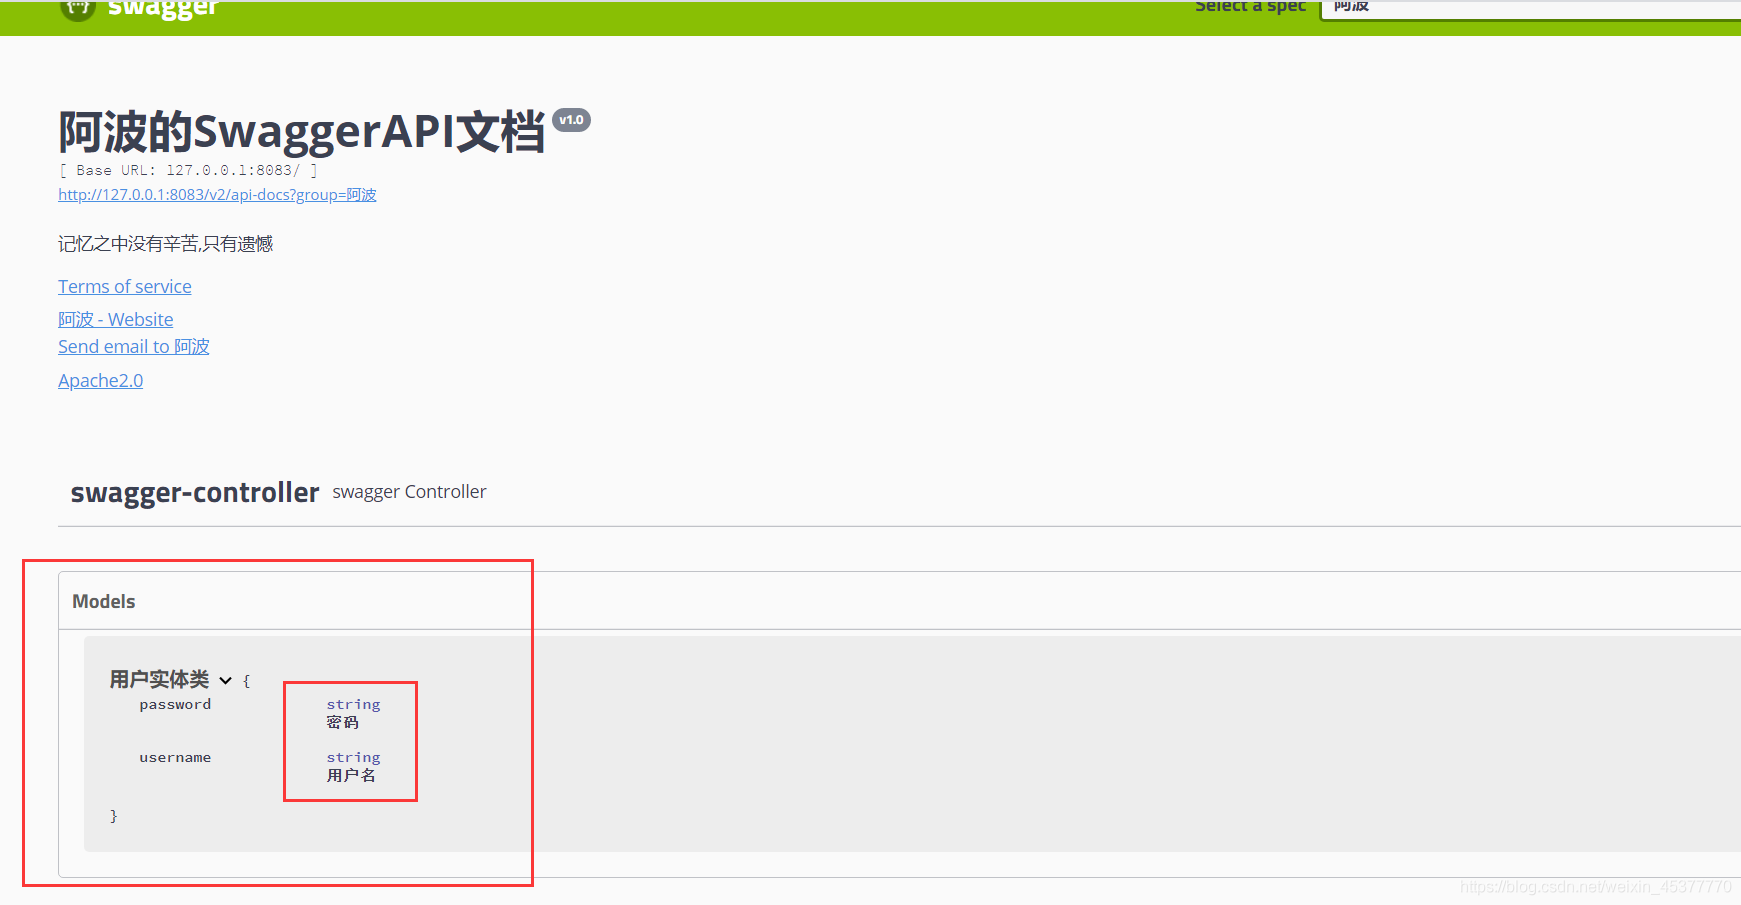 swagger
Select a spec
阿波
阿波的SwaggerAPI文档 v1.0
[ Base URL: 127.0.0.1:8083/ ]
http://127.0.0.1:8083/v2/api-docs?group=阿波
记忆之中没有辛苦,只有遗憾
Terms of service
阿波 - Website
Send email to 阿波
Apache2.0
swagger-controller swagger Controller
Models
用户实体类 {
password string
密码
username string
用户名
}
https://blog.csdn.net/weixin_45377770